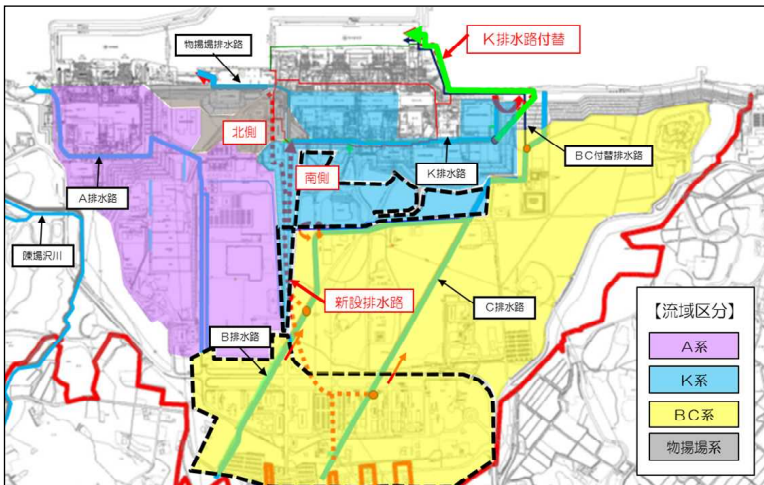 物揚場排水路
K排水路付替
北側
BC付替排水路
南側
K排水路
A排水路
陳場沢川
新設排水路
C排水路
B排水路
【流域区分】
A系
K系
BC系
物揚場系